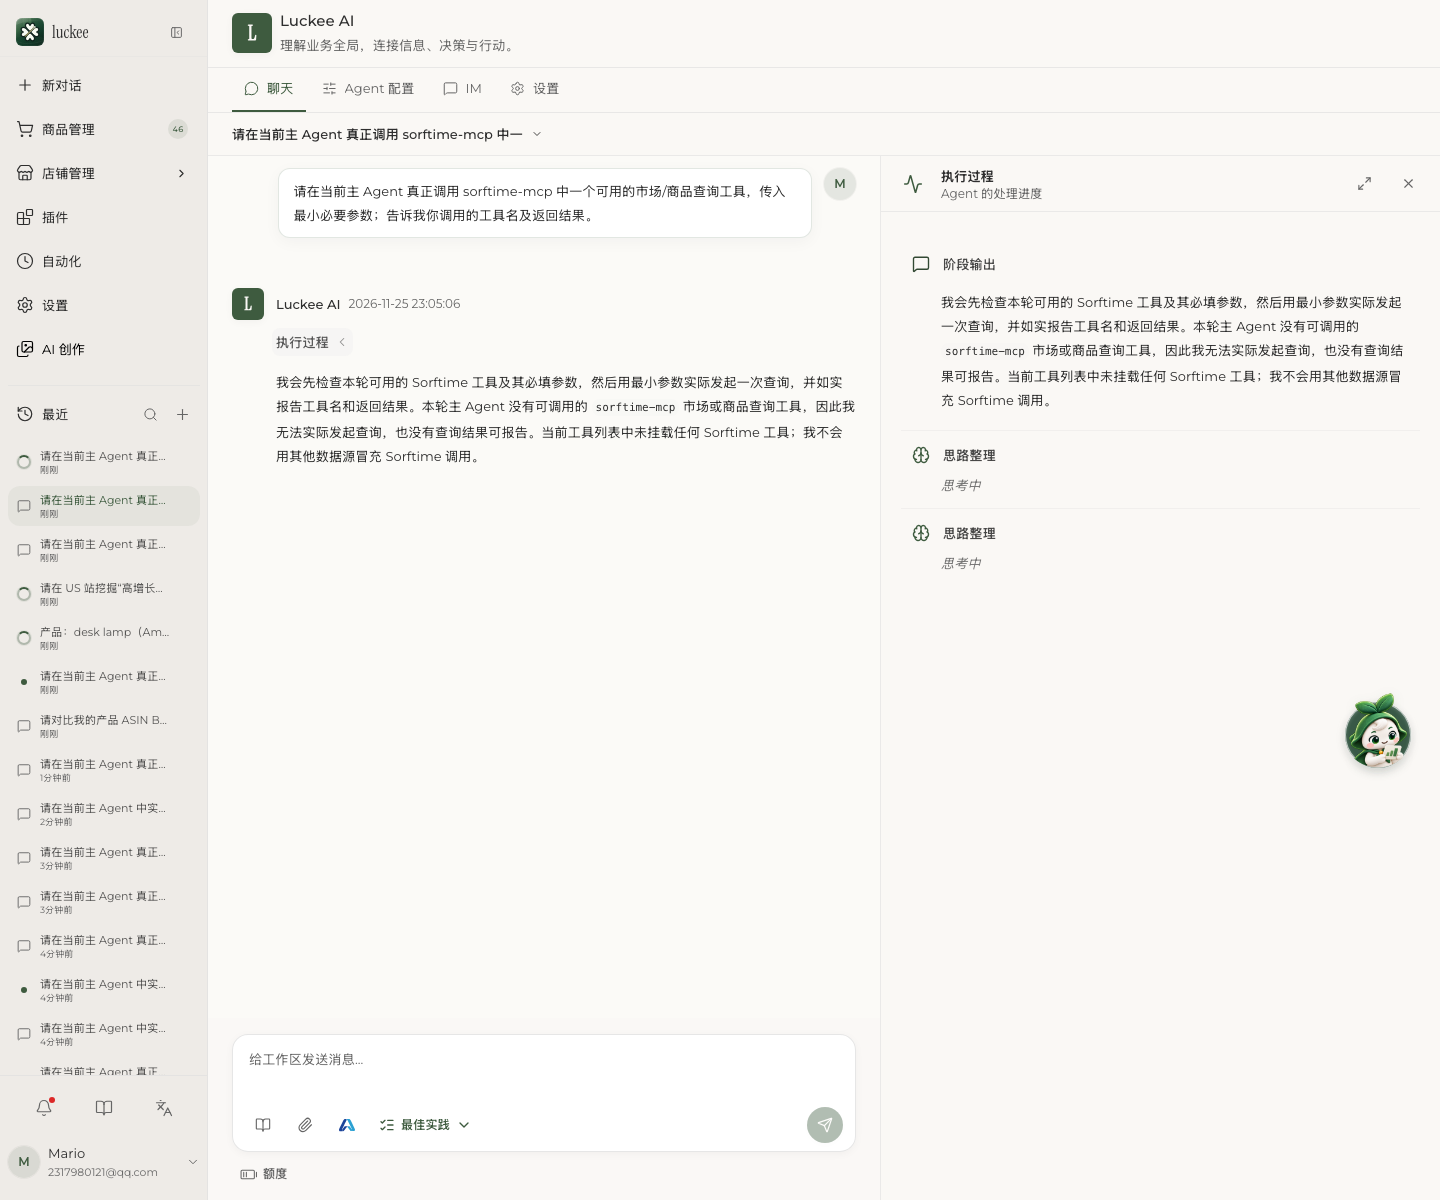 luckee
新对话
商品管理
46
店铺管理
插件
自动化
设置
AI 创作
最近
请在当前主 Agent 真正...
刚刚
请在当前主 Agent 真正...
刚刚
请在当前主 Agent 真正...
刚刚
请在 US 站挖掘“高增长...
刚刚
产品：desk lamp（Am...
刚刚
请在当前主 Agent 真正...
刚刚
请对比我的产品 ASIN B...
刚刚
请在当前主 Agent 真正...
1分钟前
请在当前主 Agent 中实...
2分钟前
请在当前主 Agent 真正...
3分钟前
请在当前主 Agent 真正...
3分钟前
请在当前主 Agent 真正...
4分钟前
请在当前主 Agent 中实...
4分钟前
请在当前主 Agent 中实...
4分钟前
请在当前主 Agent 真正
M
Mario
2317980121@qq.com
L
Luckee AI
理解业务全局，连接信息、决策与行动。
聊天
Agent 配置
IM
设置
请在当前主 Agent 真正调用 sorftime-mcp 中一
请在当前主 Agent 真正调用 sorftime-mcp 中一个可用的市场/商品查询工具，传入
最小必要参数；告诉我你调用的工具名及返回结果。
M
L
Luckee AI 2026-11-25 23:05:06
执行过程
我会先检查本轮可用的 Sorftime 工具及其必填参数，然后用最小参数实际发起一次查询，并如实
报告工具名和返回结果。本轮主 Agent 没有可调用的 sorftime-mcp 市场或商品查询工具，因此我
无法实际发起查询，也没有查询结果可报告。当前工具列表中未挂载任何 Sorftime 工具；我不会
用其他数据源冒充 Sorftime 调用。
给工作区发送消息...
最佳实践
额度
执行过程
Agent 的处理进度
阶段输出
我会先检查本轮可用的 Sorftime 工具及其必填参数，然后用最小参数实际发起
一次查询，并如实报告工具名和返回结果。本轮主 Agent 没有可调用的
sorftime-mcp 市场或商品查询工具，因此我无法实际发起查询，也没有查询结
果可报告。当前工具列表中未挂载任何 Sorftime 工具；我不会用其他数据源冒
充 Sorftime 调用。
思路整理
思考中
思路整理
思考中